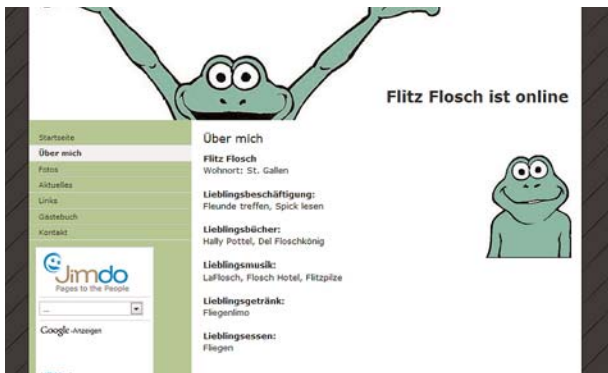 Flitz Flosch ist online
Startseite
Über mich
Fotos
Aktuelles
Links
Gästebuch
Kontakt
Jimdo
Pages to the People
...
Google-Anzeigen
Über mich
Flitz Flosch
Wohnort: St. Gallen
Lieblingsbeschäftigung:
Fleunde treffen, Spick lesen
Lieblingsbücher:
Hally Pottel, Del Floschkönig
Lieblingsmusik:
LaFlosch, Flosch Hotel, Flitzpilze
Lieblingsgetränk:
Fliegenlimo
Lieblingsessen:
Fliegen